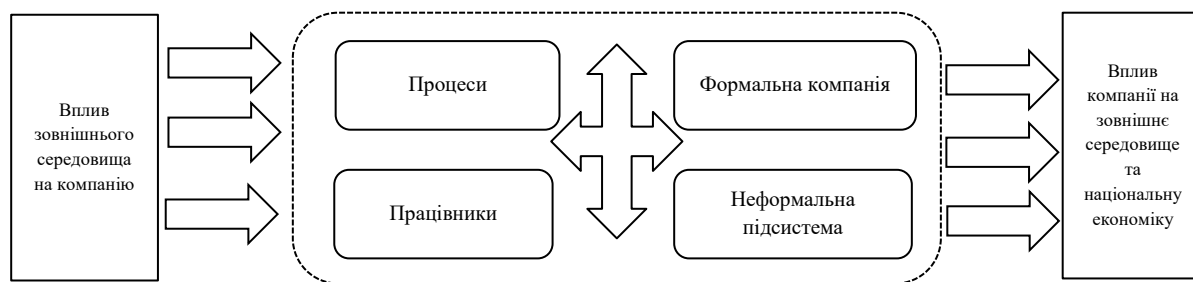 Вплив
зовнішнього
середовища
на компанію
Процеси
Формальна компанія
Працівники
Неформальна
підсистема
Вплив
компанії на
зовнішнє
середовище
та
національну
економіку